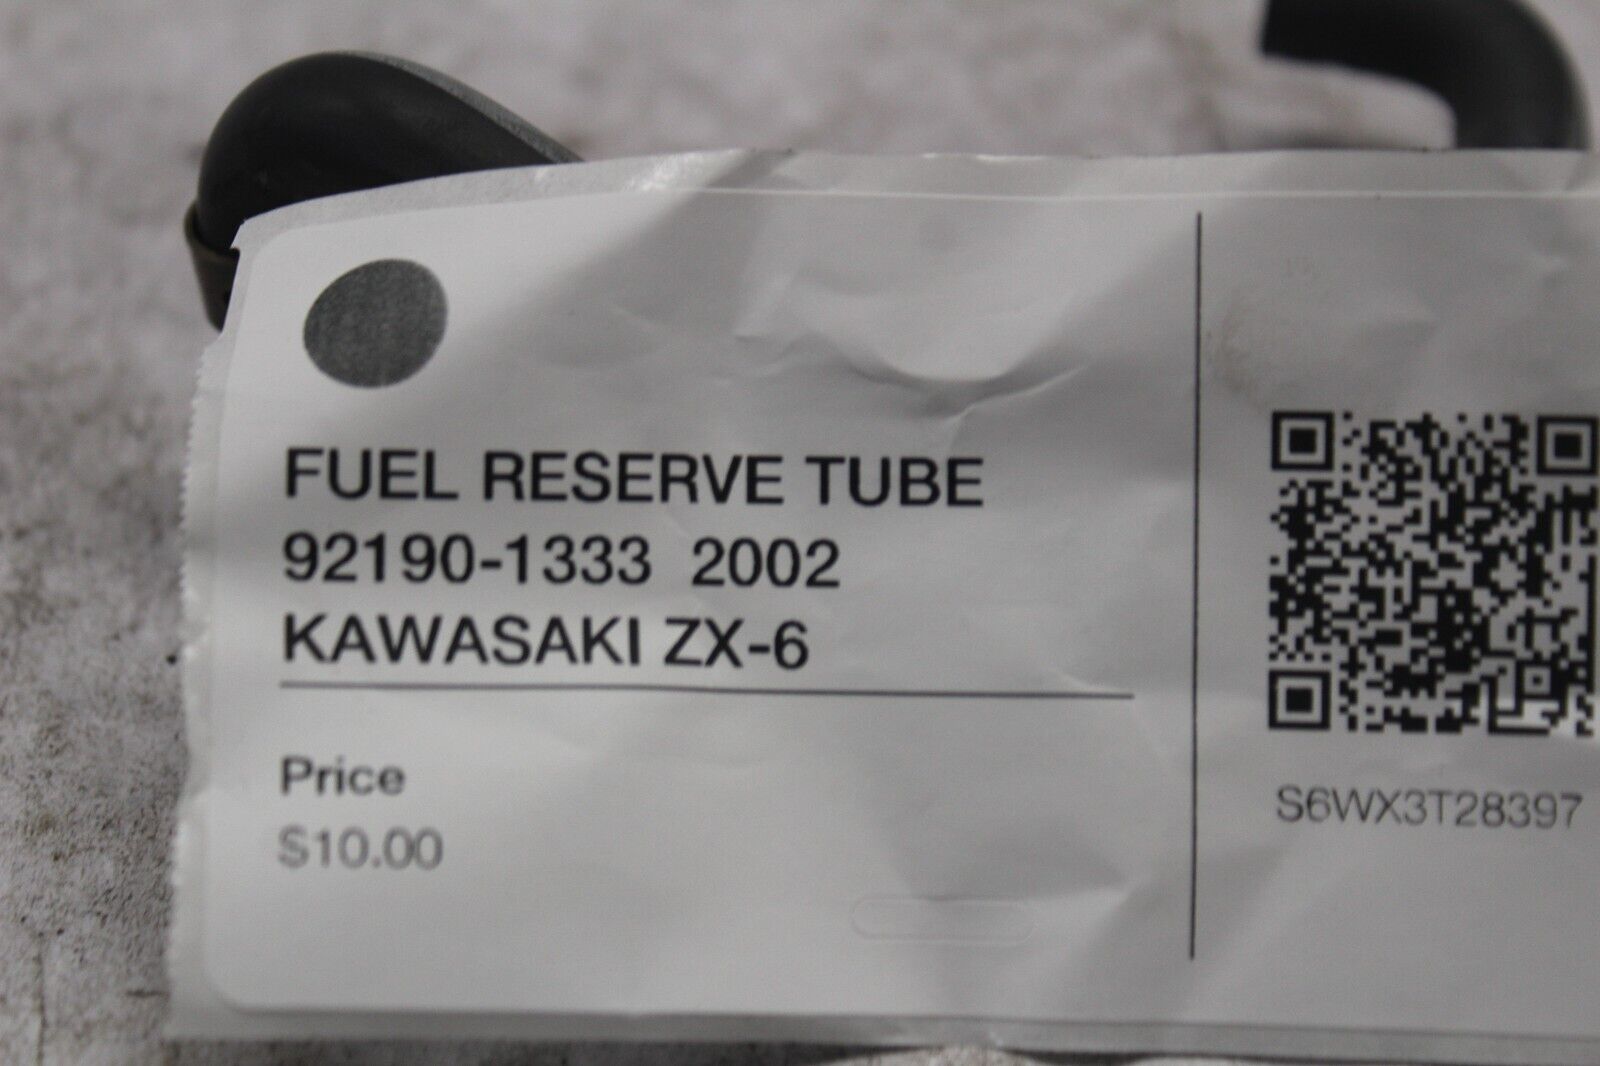 FUEL RESERVE TUBE
92190-1333 2002
KAWASAKI ZX-6
Price
$10.00
S6WX3T28397